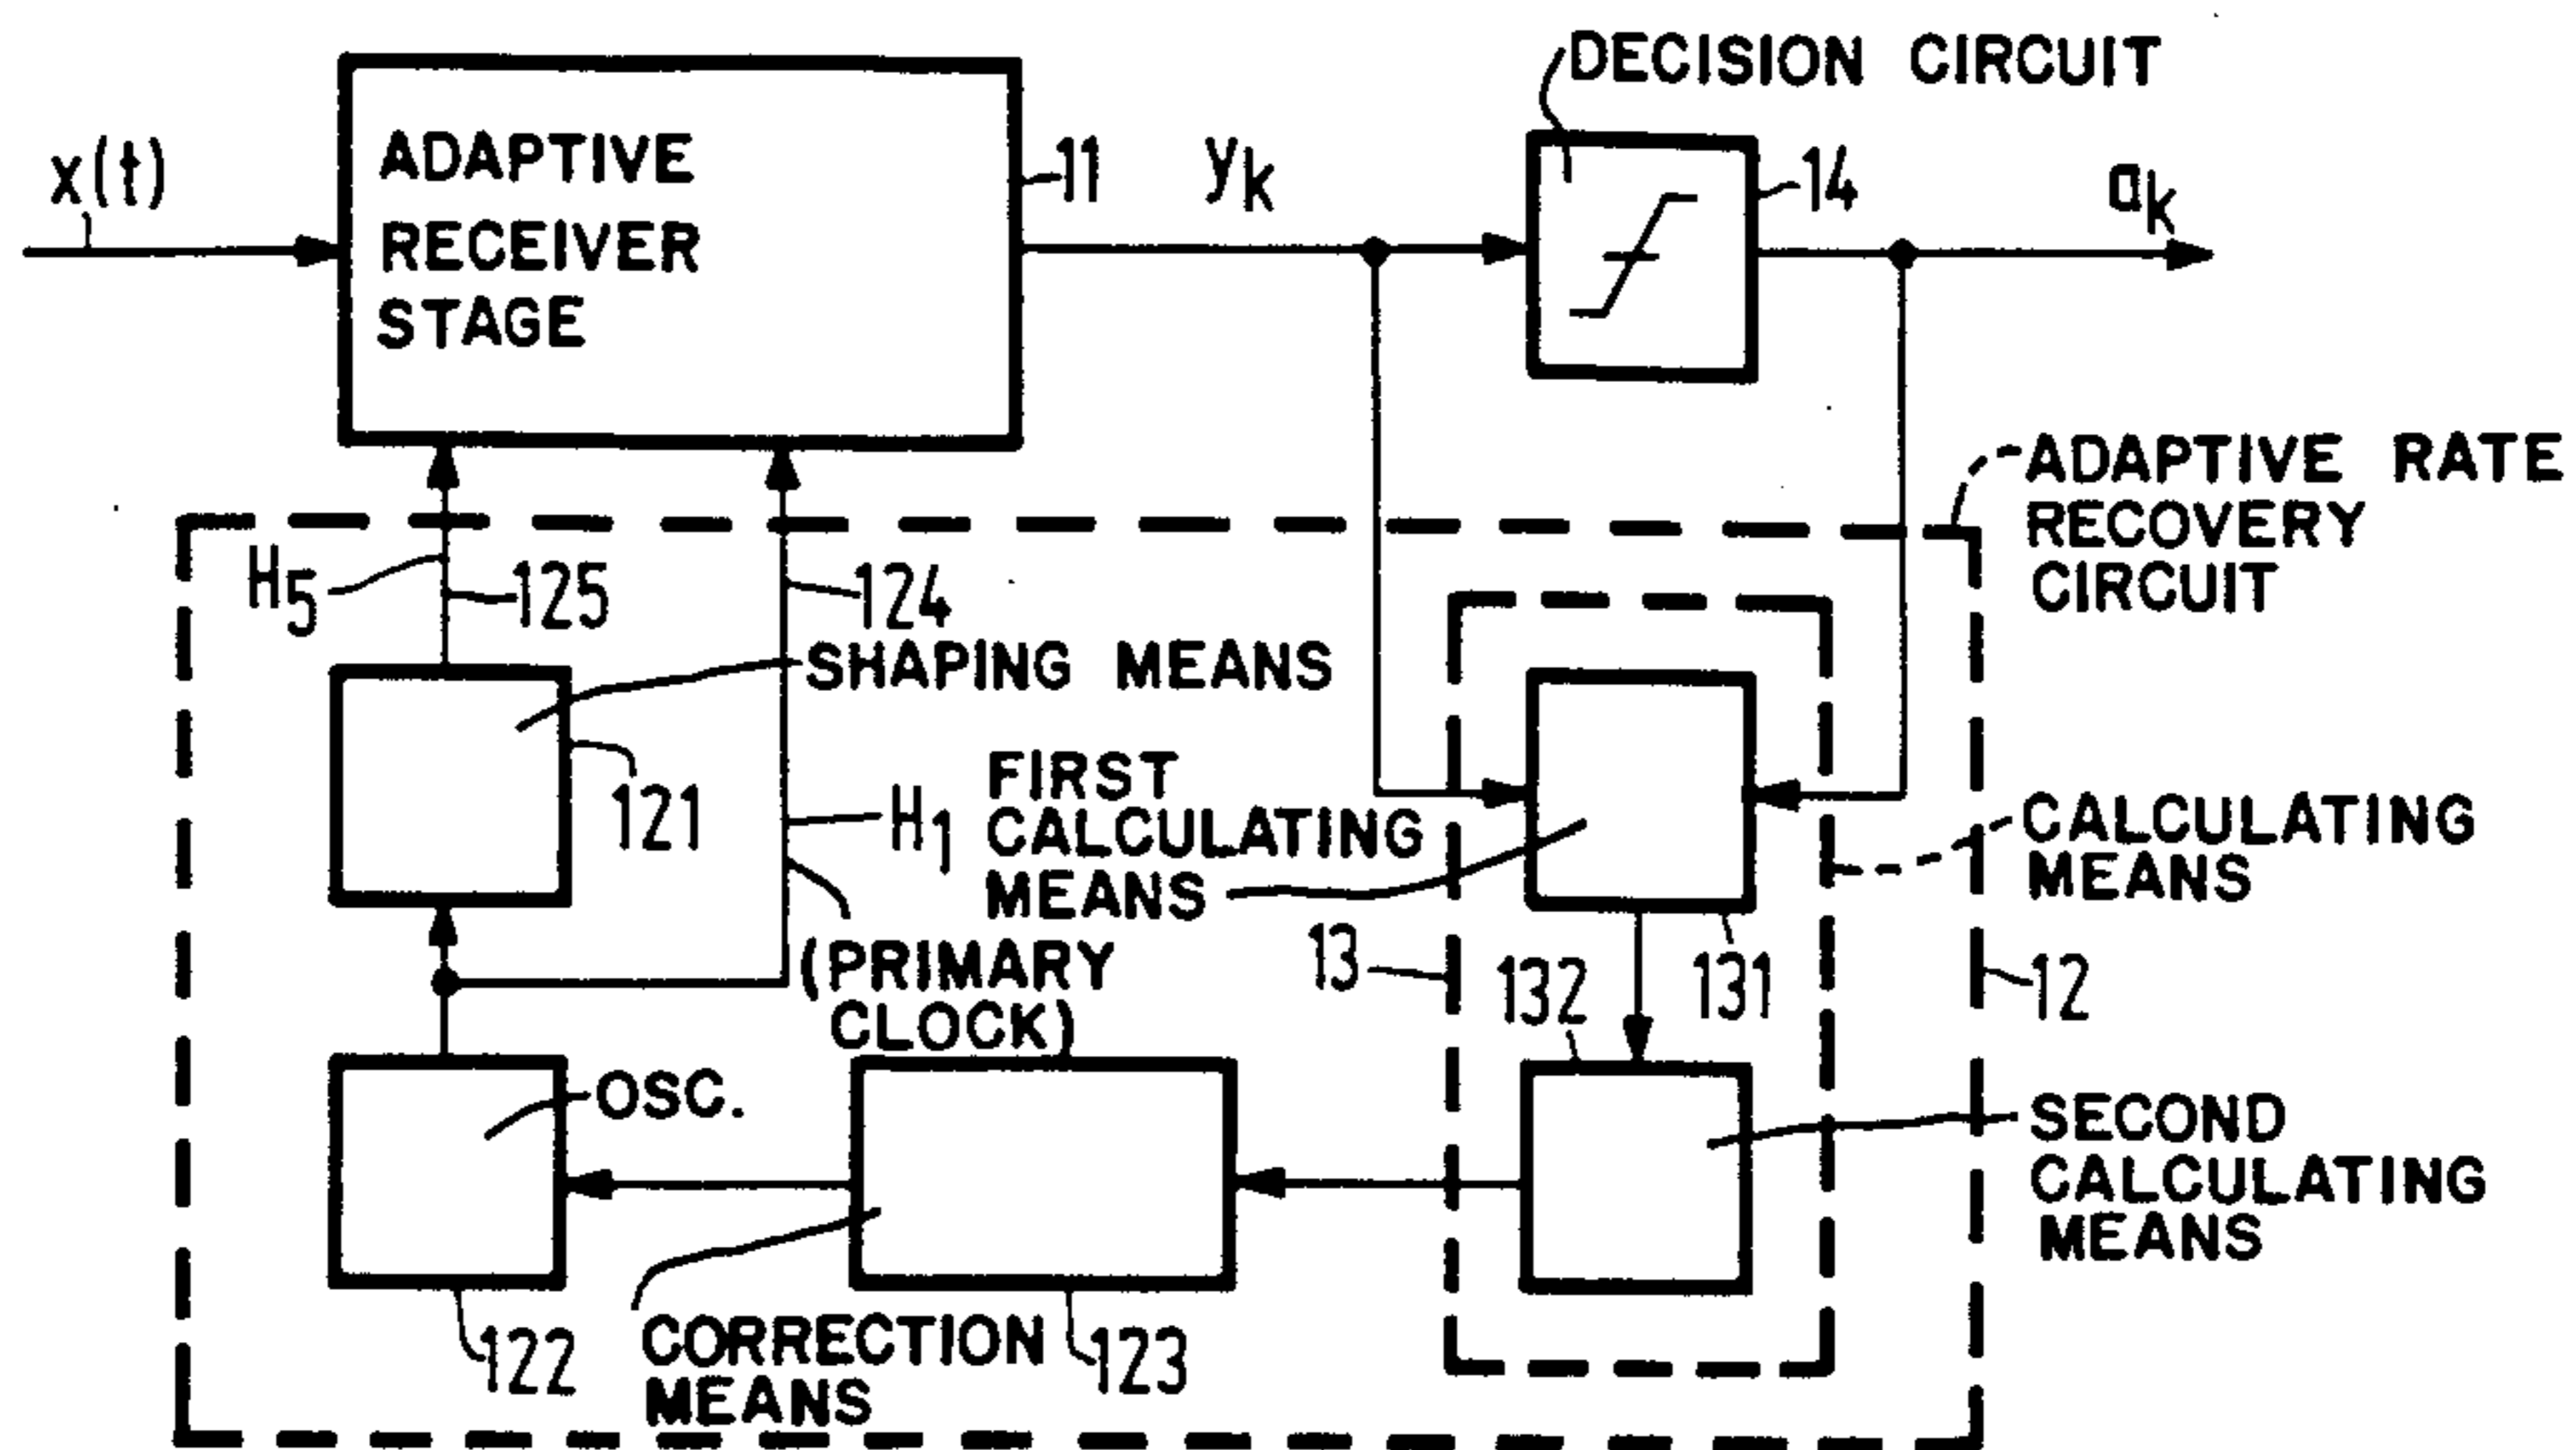 DECISION CIRCUIT
x(t)
ADAPTIVE
RECEIVER
STAGE
11
yk
14
ak
ADAPTIVE RATE
RECOVERY
CIRCUIT
H5
125
124
SHAPING MEANS
121
H1
FIRST
CALCULATING
MEANS
CALCULATING
MEANS
(PRIMARY
CLOCK)
13
132
131
12
OSC.
SECOND
CALCULATING
MEANS
122
CORRECTION
MEANS
123